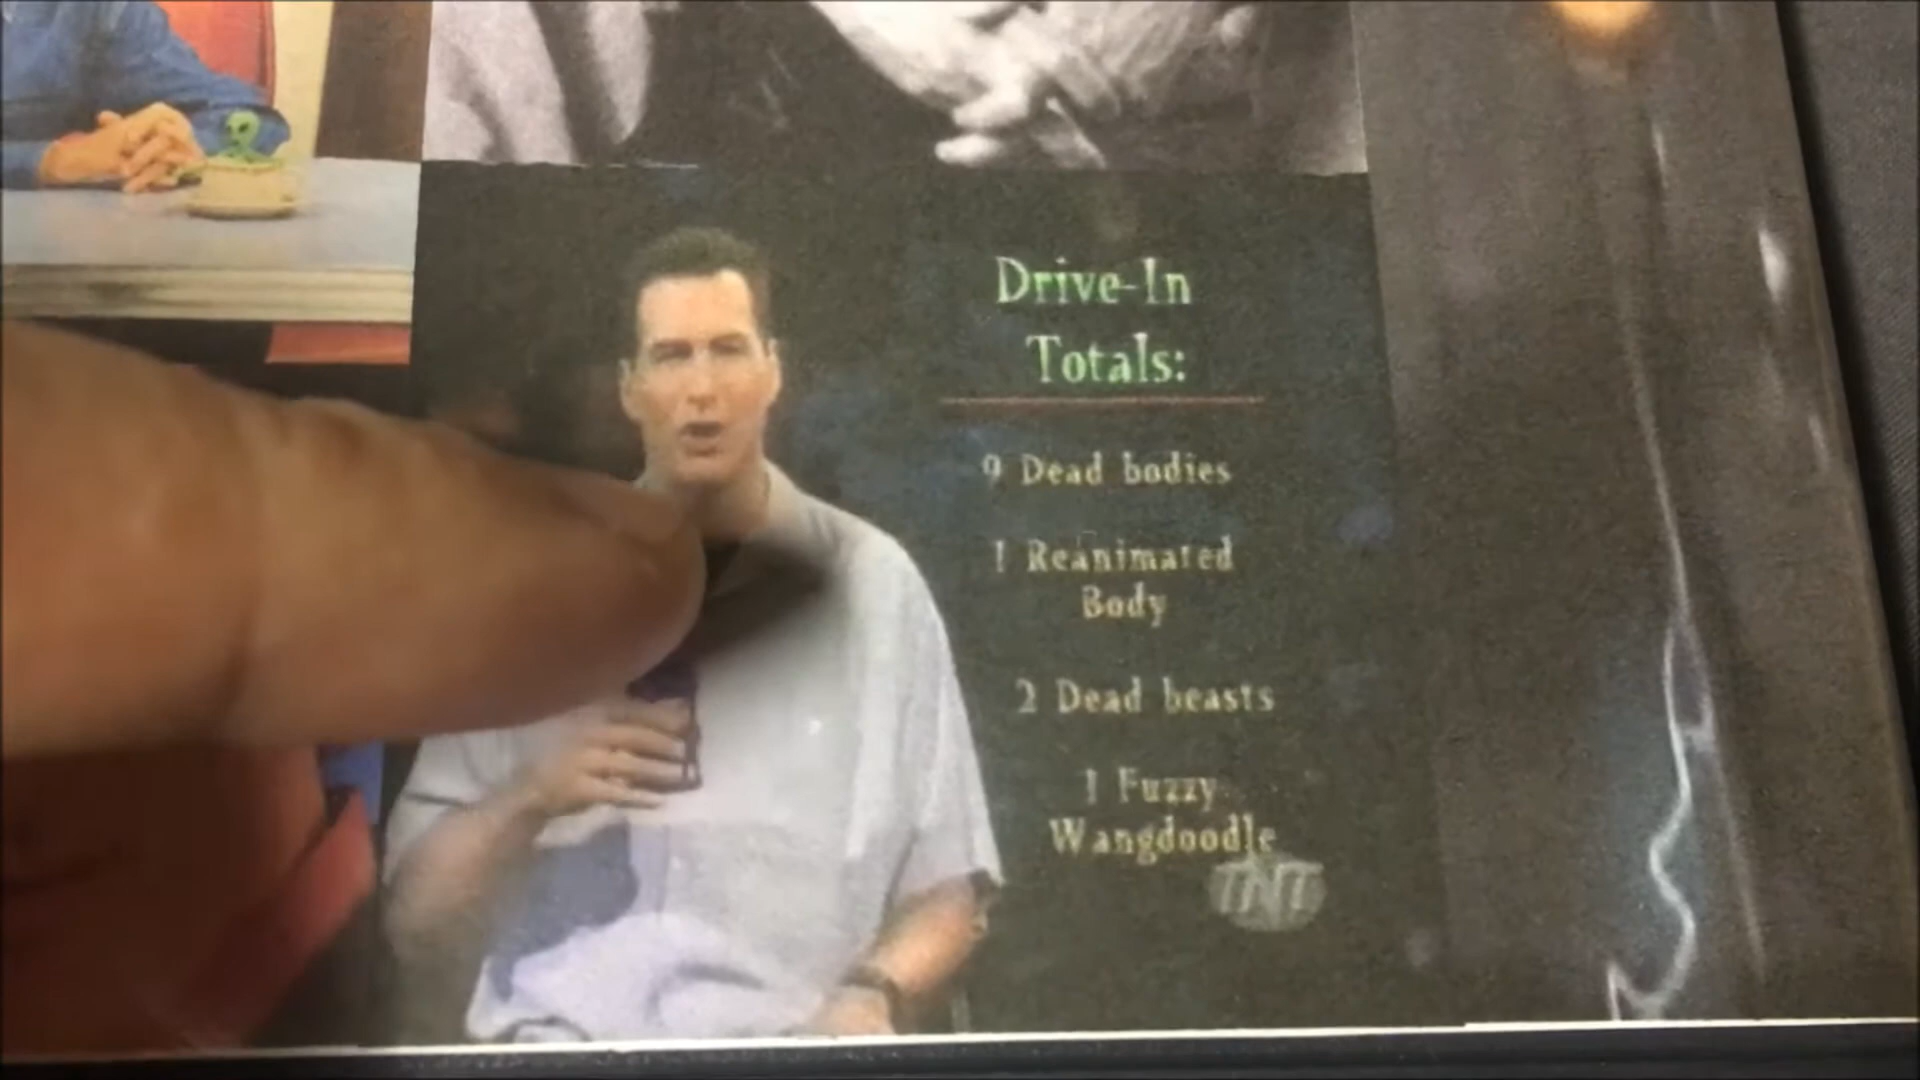 Drive-In
Totals:
9 Dead bodies
1 Reanimated
Body
2 Dead beasts
1 Fuzzy
Wangdoodle
TNT